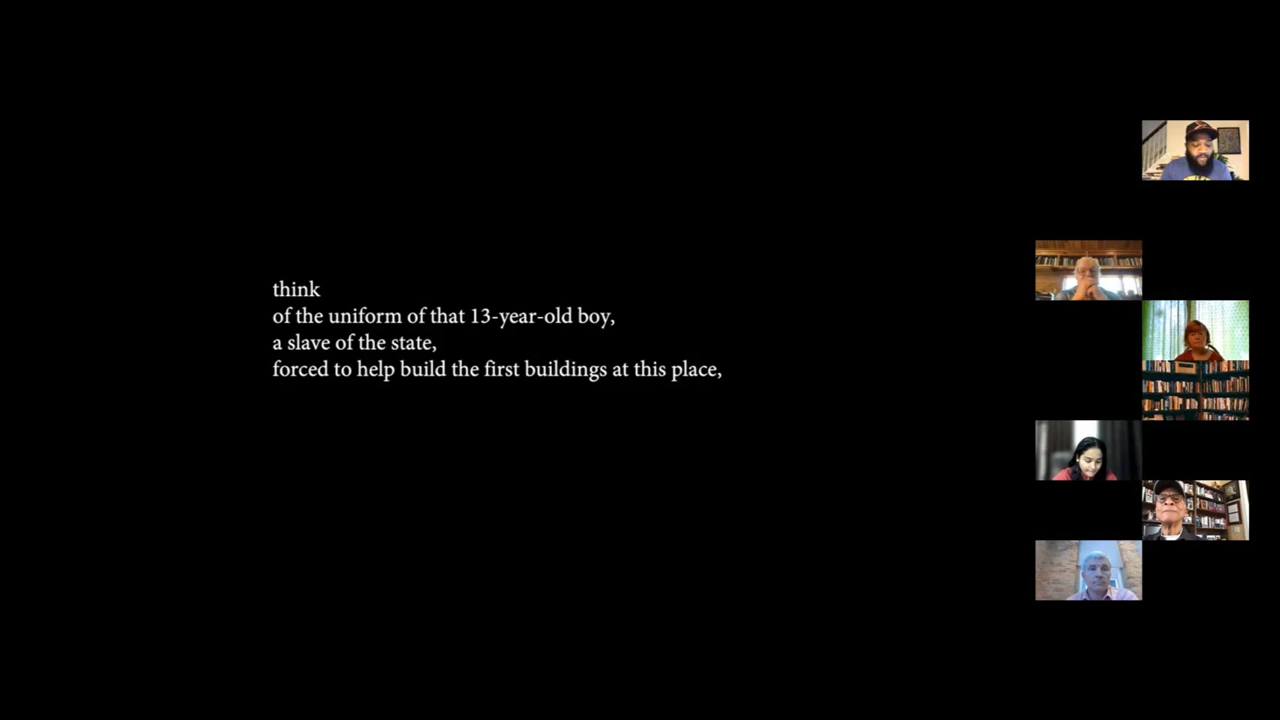 think
of the uniform of that 13-year-old boy,
a slave of the state,
forced to help build the first buildings at this place,